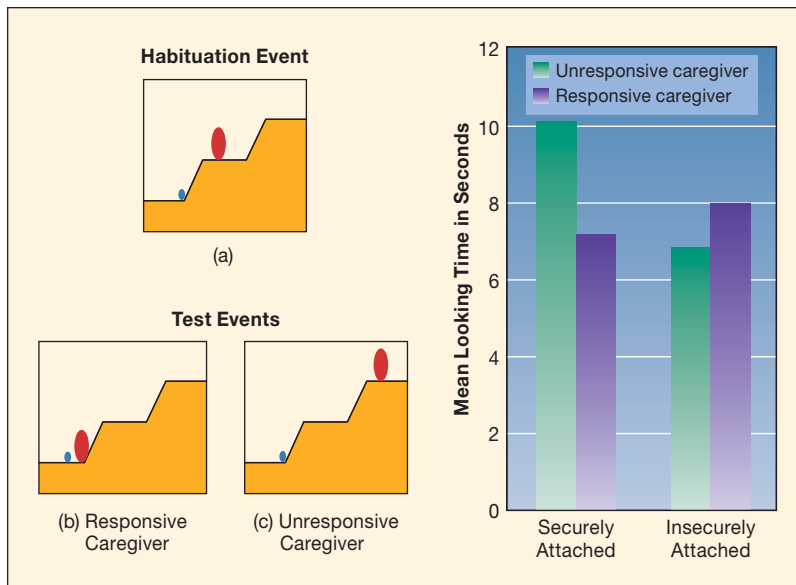 Habituation Event
(a)
Test Events
(b) Responsive
Caregiver
(c) Unresponsive
Caregiver
Mean Looking Time in Seconds
12
10
8
6
4
2
0
Unresponsive caregiver
Responsive caregiver
Securely
Attached
Insecurely
Attached